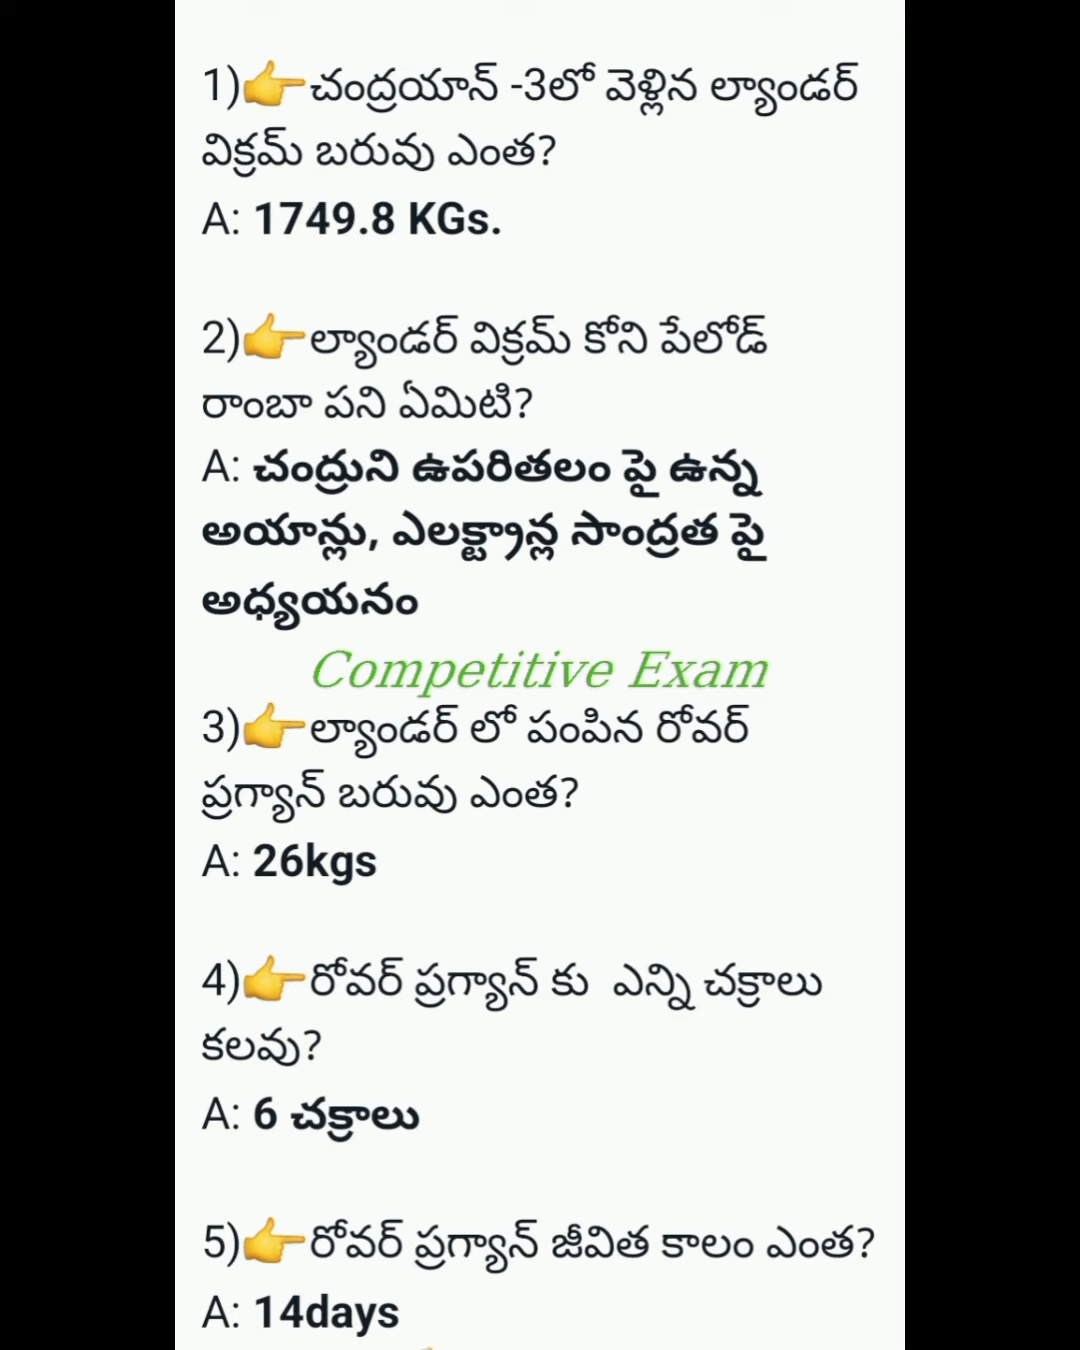 1)👉చంద్రయాన్ -3లో వెళ్లిన ల్యాండర్
విక్రమ్ బరువు ఎంత?
A: 1749.8 KGs.
2)👉ల్యాండర్ విక్రమ్ కోని పేలోడ్
రాంబా పని ఏమిటి?
A: చంద్రుని ఉపరితలం పై ఉన్న
అయాన్లు, ఎలక్ట్రాన్ల సాంద్రత పై
అధ్యయనం
Competitive Exam
3)👉ల్యాండర్ లో పంపిన రోవర్
ప్రగ్యాన్ బరువు ఎంత?
A: 26kgs
4)👉రోవర్ ప్రగ్యాన్ కు ఎన్ని చక్రాలు
కలవు?
A: 6 చక్రాలు
5)👉రోవర్ ప్రగ్యాన్ జీవిత కాలం ఎంత?
A: 14days